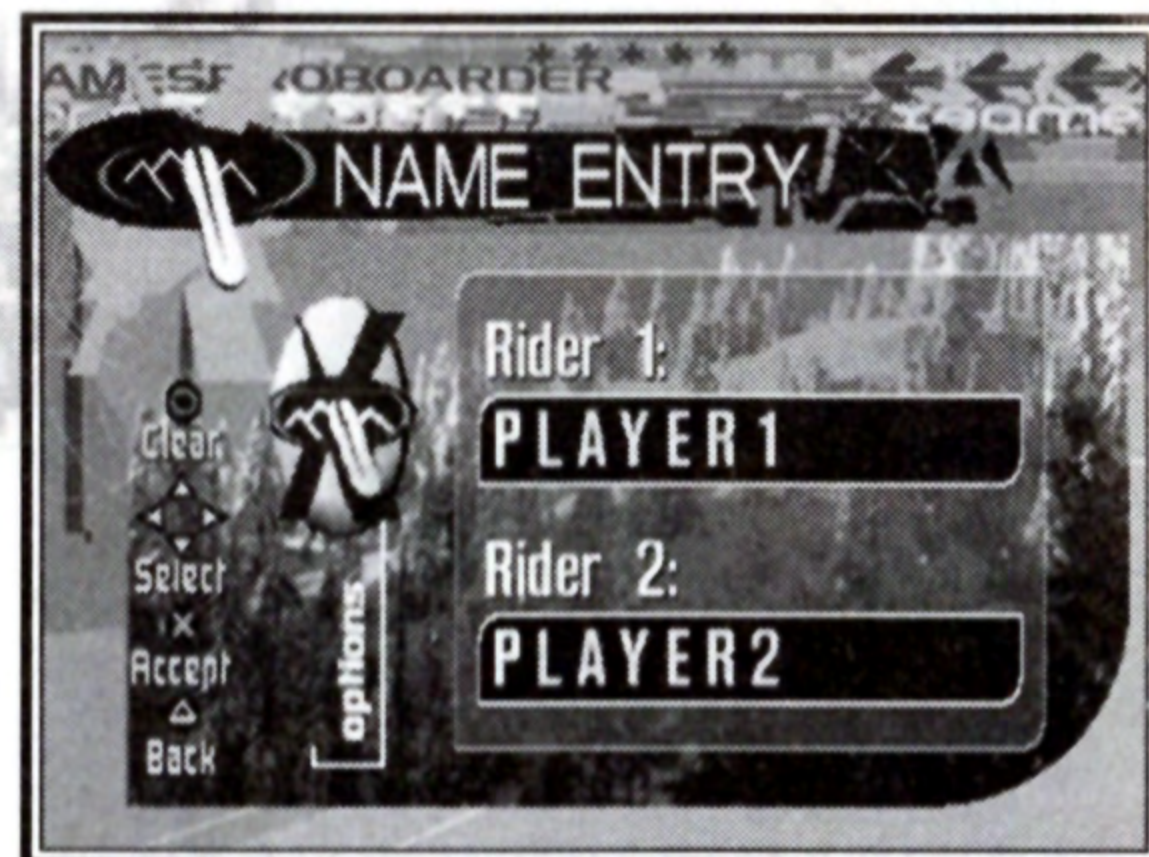 NAME ENTRY
Rider 1:
PLAYER1
Rider 2:
PLAYER2
Clear
Select
X
Accept
Back
options